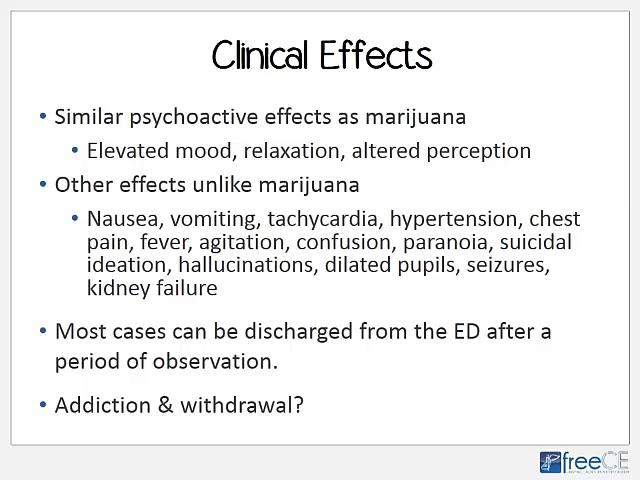 Clinical Effects
• Similar psychoactive effects as marijuana
• Elevated mood, relaxation, altered perception
• Other effects unlike marijuana
• Nausea, vomiting, tachycardia, hypertension, chest
pain, fever, agitation, confusion, paranoia, suicidal
ideation, hallucinations, dilated pupils, seizures,
kidney failure
• Most cases can be discharged from the ED after a
period of observation.
• Addiction & withdrawal?
freeCE